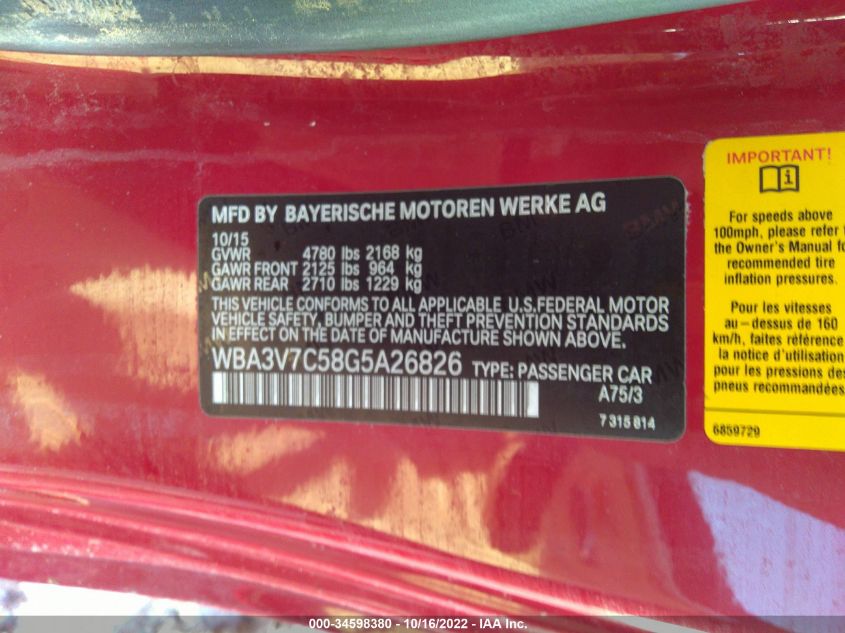 MFD BY BAYERISCHE MOTOREN WERKE AG
10/15
GVWR 4780 lbs 2168 kg
GAWR FRONT 2125 lbs 964 kg
GAWR REAR 2710 lbs 1229 kg
THIS VEHICLE CONFORMS TO ALL APPLICABLE U.S.FEDERAL MOTOR
VEHICLE SAFETY, BUMPER AND THEFT PREVENTION STANDARDS
IN EFFECT ON THE DATE OF MANUFACTURE SHOWN ABOVE.
WBA3V7C58G5A26826 TYPE: PASSENGER CAR
A75/3
7 315 814
IMPORTANT!
i
For speeds above
100mph, please refer
the Owner's Manual
recommended tire
inflation pressures.
Pour les vitesses
au-dessus de 160
km/h, faites référence
la notice d'utilisation
pour les pressions des
pneus recommandées
6859729
000-34598380 - 10/16/2022 - IAA Inc.